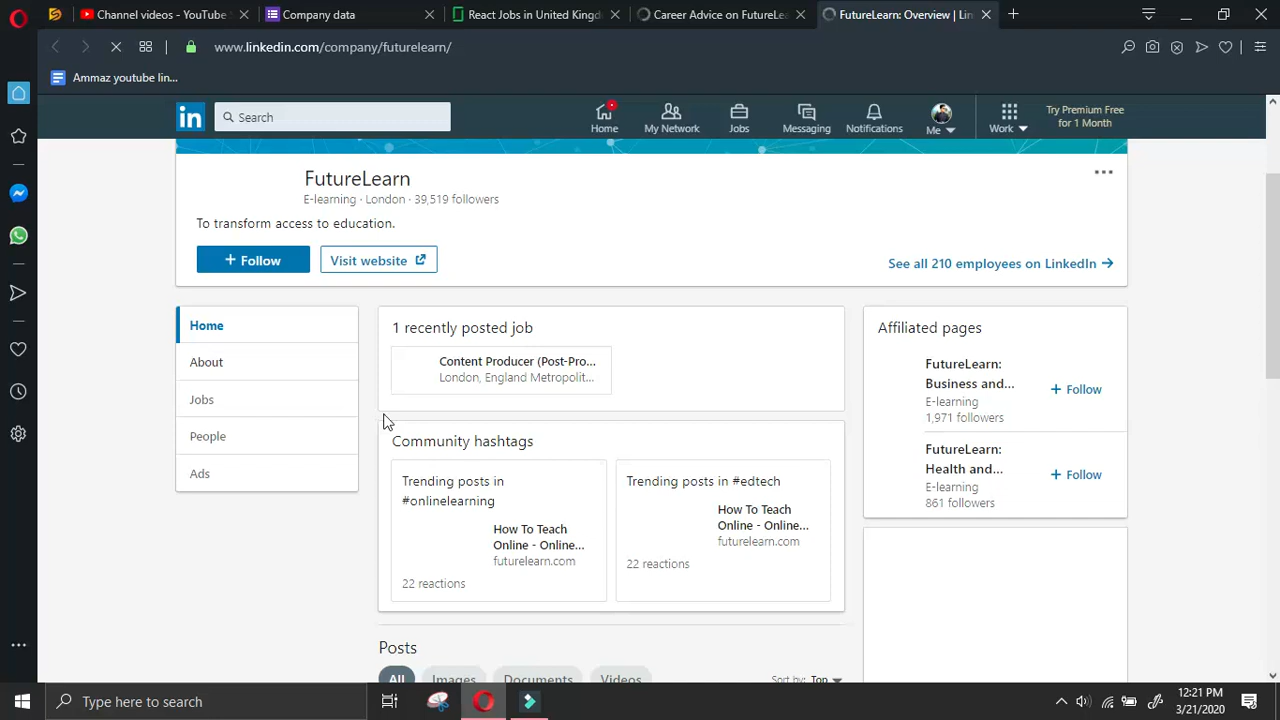 Channel videos - YouTube S
Company data
React Jobs in United Kingd
Career Advice on FutureLea
FutureLearn: Overview | Lin
www.linkedin.com/company/futurelearn/
Ammaz youtube lin...
in
Search
Home
My Network
Jobs
Messaging
Notifications
Me
Work
Try Premium Free
for 1 Month
FutureLearn
E-learning · London · 39,519 followers
To transform access to education.
+ Follow
Visit website
See all 210 employees on LinkedIn
Home
About
Jobs
People
Ads
1 recently posted job
Content Producer (Post-Pro...
London, England Metropolit...
Community hashtags
Trending posts in
#onlinelearning
How To Teach
Online - Online...
futurelearn.com
22 reactions
Trending posts in #edtech
How To Teach
Online - Online...
futurelearn.com
22 reactions
Affiliated pages
FutureLearn:
Business and...
E-learning
1,971 followers
+ Follow
FutureLearn:
Health and...
E-learning
861 followers
+ Follow
Posts
All
Images
Documents
Videos
Sort by: Top
Type here to search
12:21 PM
3/21/2020